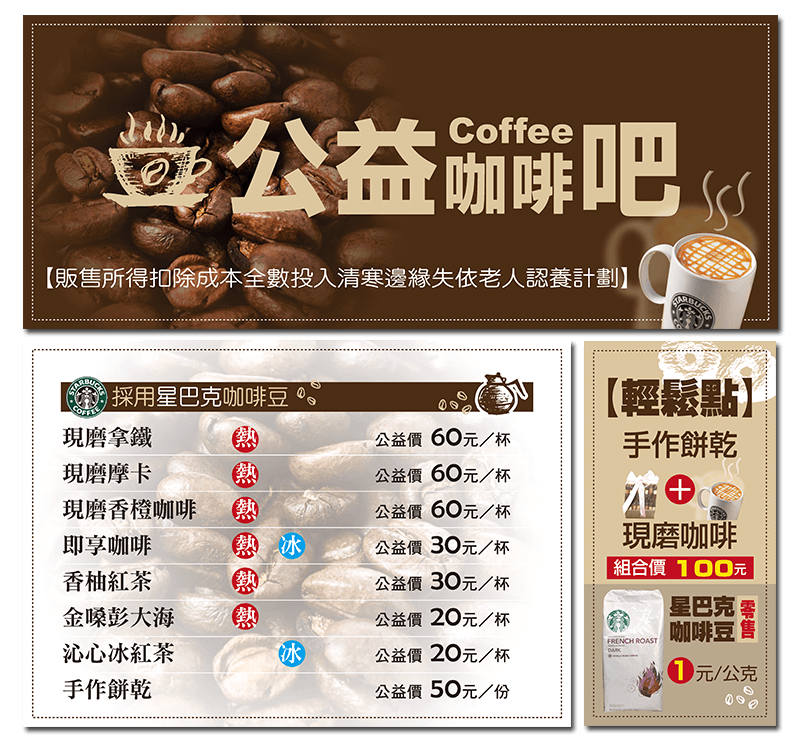 Coffee
公益咖啡吧
【販售所得扣除成本全數投入清寒邊緣失依老人認養計劃】
STARBUCKS
STARBUCKS COFFEE
採用星巴克咖啡豆
現磨拿鐵 熱 公益價 60元／杯
現磨摩卡 熱 公益價 60元／杯
現磨香橙咖啡 熱 公益價 60元／杯
即享咖啡 熱 冰 公益價 30元／杯
香柚紅茶 熱 公益價 30元／杯
金嗓彭大海 熱 公益價 20元／杯
沁心冰紅茶 冰 公益價 20元／杯
手作餅乾 公益價 50元／份
【輕鬆點】
手作餅乾
+
現磨咖啡
組合價 100元
星巴克
咖啡豆
零售
FRENCH ROAST
DARK
1元/公克